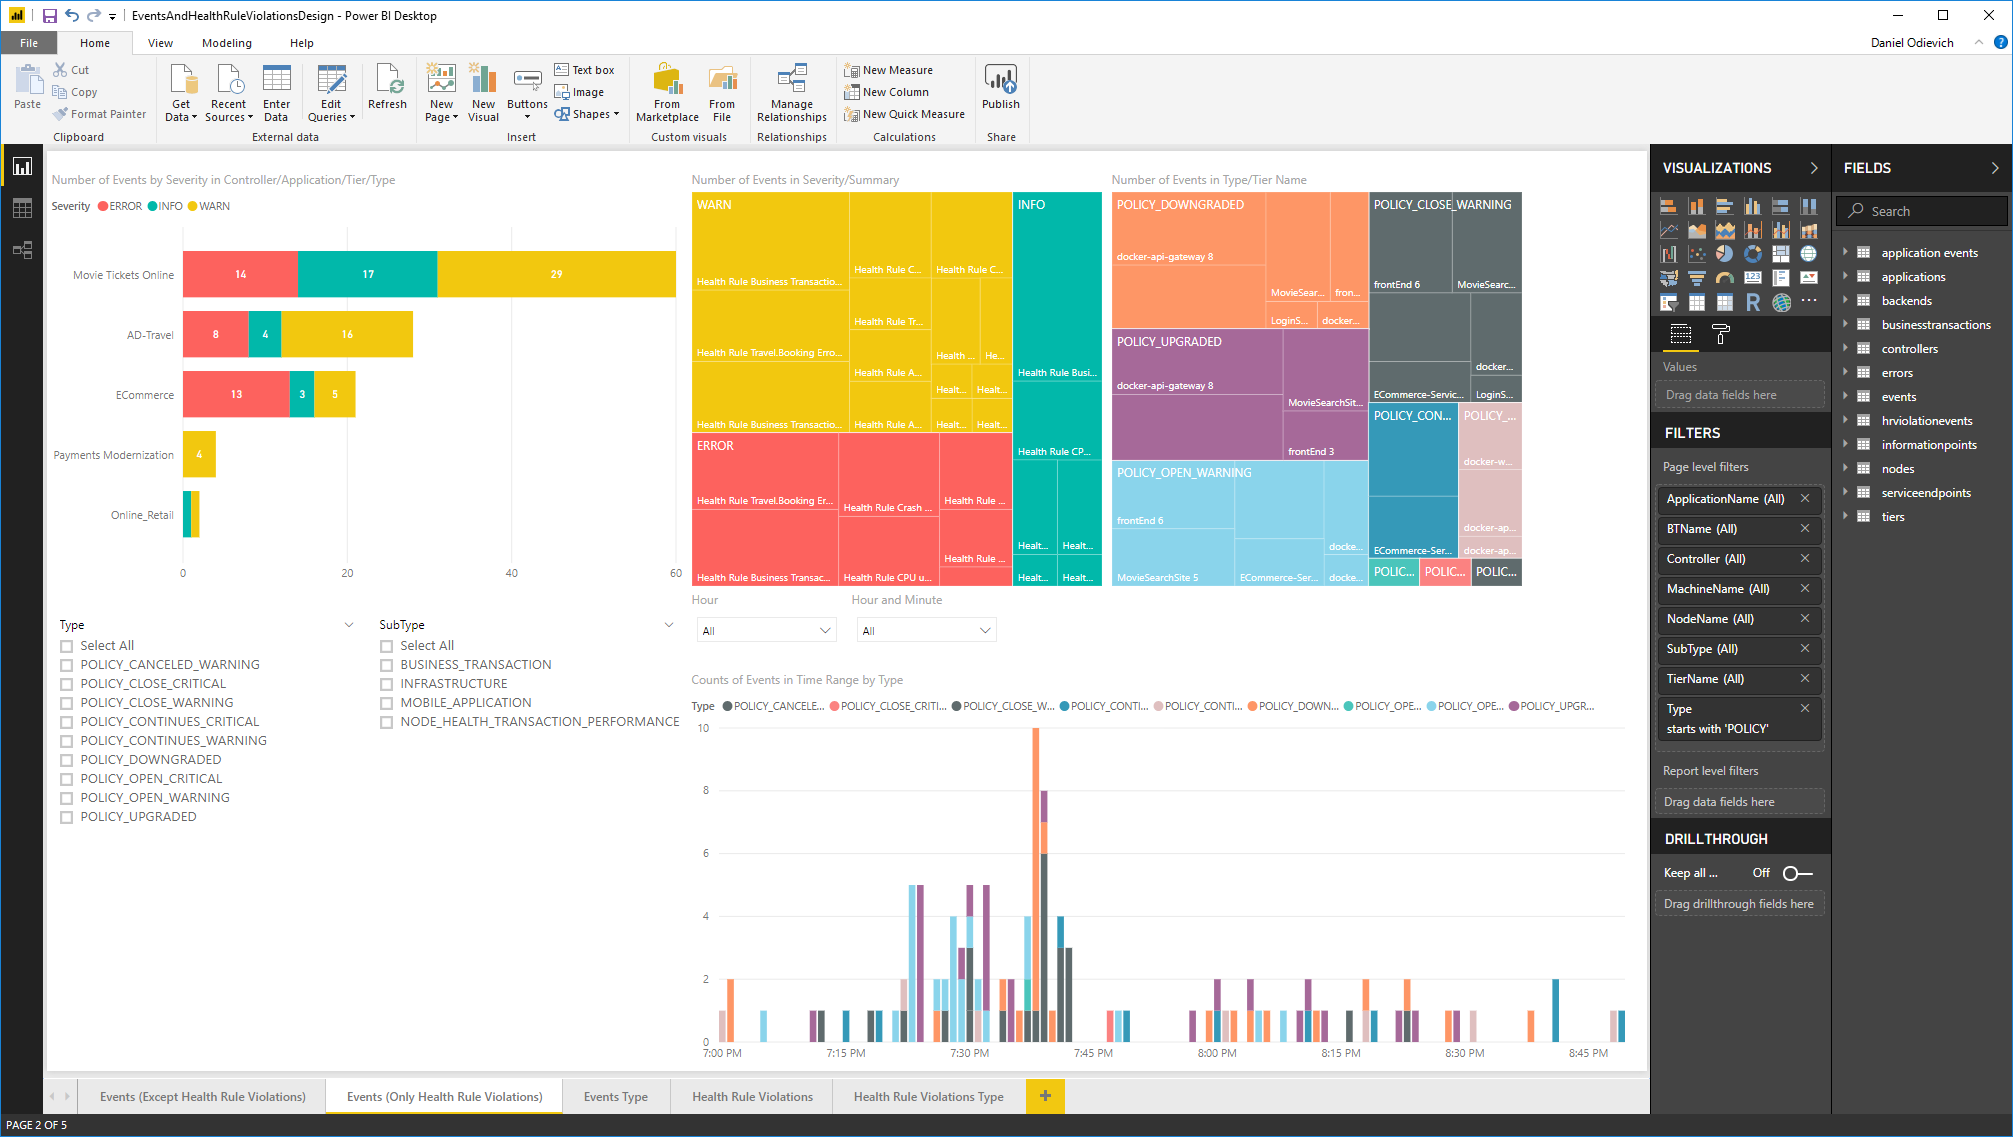 EventsAndHealthRuleViolationsDesign - Power BI Desktop
File
Home
View
Modeling
Help
Daniel Odievich
?
Paste
Cut
Copy
Format Painter
Clipboard
Get Data
Recent Sources
Enter Data
Edit Queries
Refresh
External data
New Page
New Visual
Buttons
Text box
Image
Shapes
Insert
From Marketplace
From File
Custom visuals
Manage Relationships
Relationships
New Measure
New Column
New Quick Measure
Calculations
Publish
Share
Number of Events by Severity in Controller/Application/Tier/Type
Severity ERROR INFO WARN
Movie Tickets Online 14 17 29
AD-Travel 8 4 16
ECommerce 13 3 5
Payments Modernization 4
Online_Retail
0 20 40 60
Number of Events in Severity/Summary
WARN
Health Rule Business Transactio...
Health Rule Travel.Booking Erro...
Health Rule Business Transactio...
Health Rule C...
Health Rule C...
Health Rule Tr...
Health ...
He...
Health Rule A...
Healt...
Healt...
Health Rule A...
Healt...
Healt...
ERROR
Health Rule Travel.Booking Er...
Health Rule Business Transac...
Health Rule Crash ...
Health Rule CPU u...
Health Rule ...
Health Rule ...
INFO
Health Rule Busi...
Health Rule CP...
Healt...
Healt...
Healt...
Healt...
Number of Events in Type/Tier Name
POLICY_DOWNGRADED
docker-api-gateway 8
MovieSear...
fron...
LoginS...
docker...
POLICY_UPGRADED
docker-api-gateway 8
MovieSearchSit...
frontEnd 3
POLICY_OPEN_WARNING
frontEnd 6
MovieSearchSite 5
ECommerce-Ser...
docke...
docke...
POLICY_CLOSE_WARNING
frontEnd 6
MovieSearc...
ECommerce-Servic...
docker...
LoginS...
POLICY_CON...
ECommerce-Ser...
POLICY_...
docker-w...
docker-ap...
docker-ap...
POLIC...
POLIC...
POLIC...
Hour
All
Hour and Minute
All
Type
Select All
POLICY_CANCELED_WARNING
POLICY_CLOSE_CRITICAL
POLICY_CLOSE_WARNING
POLICY_CONTINUES_CRITICAL
POLICY_CONTINUES_WARNING
POLICY_DOWNGRADED
POLICY_OPEN_CRITICAL
POLICY_OPEN_WARNING
POLICY_UPGRADED
SubType
Select All
BUSINESS_TRANSACTION
INFRASTRUCTURE
MOBILE_APPLICATION
NODE_HEALTH_TRANSACTION_PERFORMANCE
Counts of Events in Time Range by Type
Type POLICY_CANCELE... POLICY_CLOSE_CRITI... POLICY_CLOSE_W... POLICY_CONTI... POLICY_CONTI... POLICY_DOWN... POLICY_OPE... POLICY_OPE... POLICY_UPGR...
10
8
6
4
2
0
7:00 PM 7:15 PM 7:30 PM 7:45 PM 8:00 PM 8:15 PM 8:30 PM 8:45 PM
VISUALIZATIONS
123
R
Values
Drag data fields here
FILTERS
Page level filters
ApplicationName (All)
BTName (All)
Controller (All)
MachineName (All)
NodeName (All)
SubType (All)
TierName (All)
Type
starts with 'POLICY'
Report level filters
Drag data fields here
DRILLTHROUGH
Keep all ... Off
Drag drillthrough fields here
FIELDS
Search
application events
applications
backends
businesstransactions
controllers
errors
events
hrviolationevents
informationpoints
nodes
serviceendpoints
tiers
Events (Except Health Rule Violations)
Events (Only Health Rule Violations)
Events Type
Health Rule Violations
Health Rule Violations Type
+
PAGE 2 OF 5